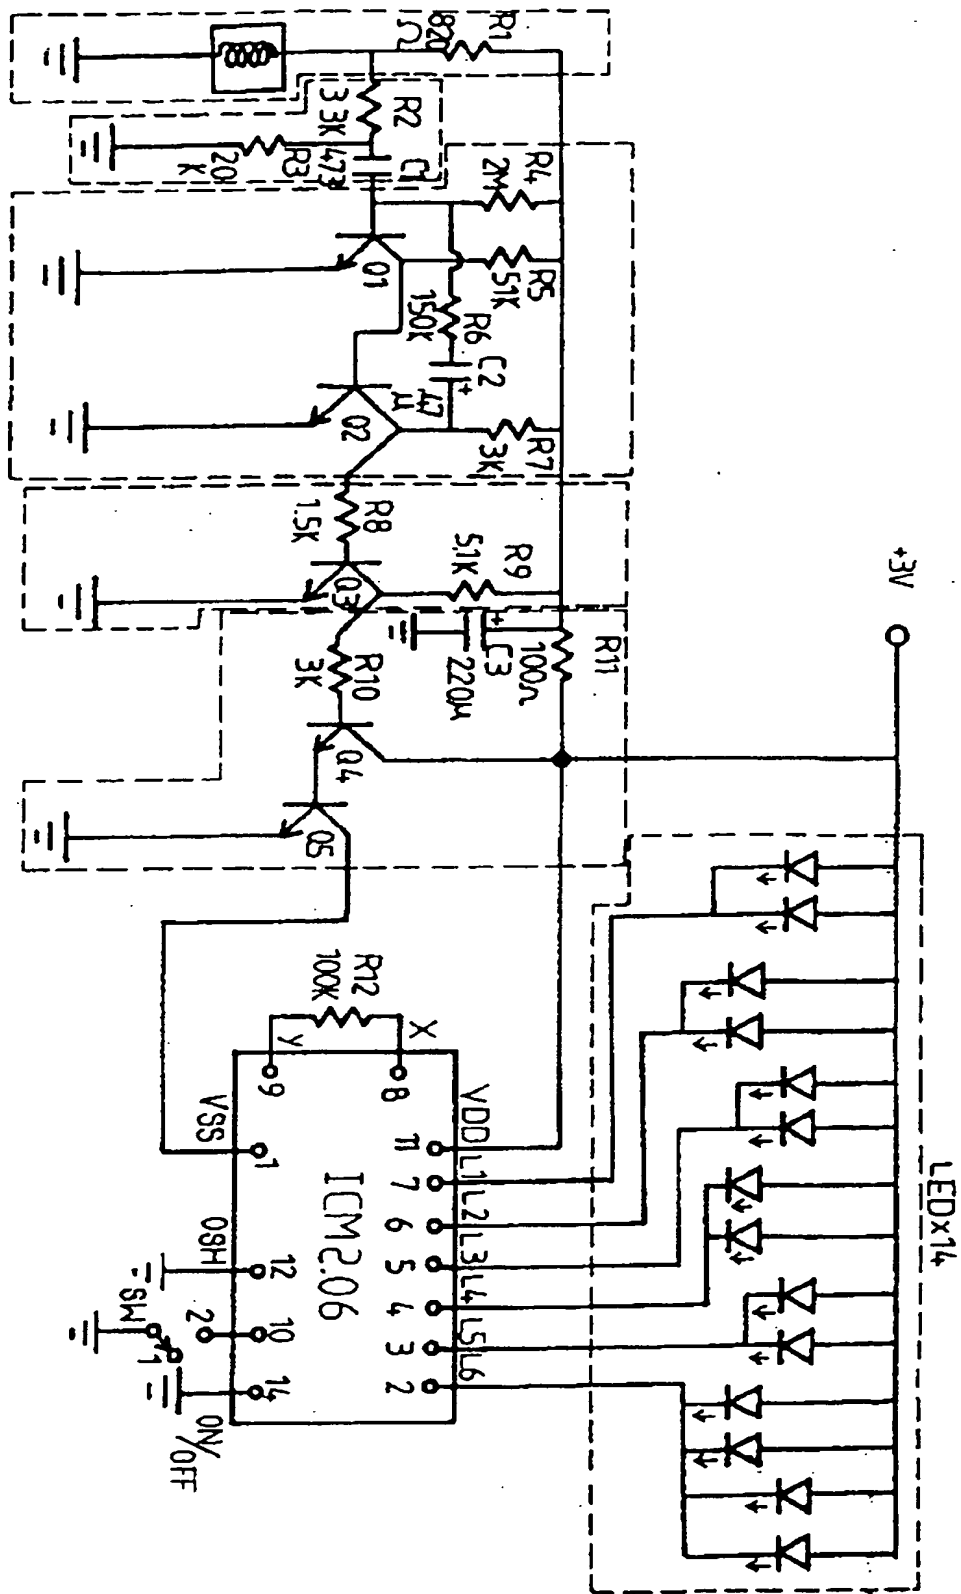 R1
820
Ω
R2
3.3K
R3
20
K
C1
473
R4
2M
R5
51K
Q1
R6
150K
C2
+
47
μ
Q2
R7
3K
R8
1.5K
Q3
R9
5.1K
R10
3K
+
C3
220μ
R11
100Ω
Q4
Q5
+3V
LEDx14
R12
100K
X
Y
8
9
VDD
L1
L2
L3
L4
L5
L6
11
7
6
5
4
3
2
ICM2.06
VSS
1
OSH
12
10
14
SW
2
1
ON/OFF